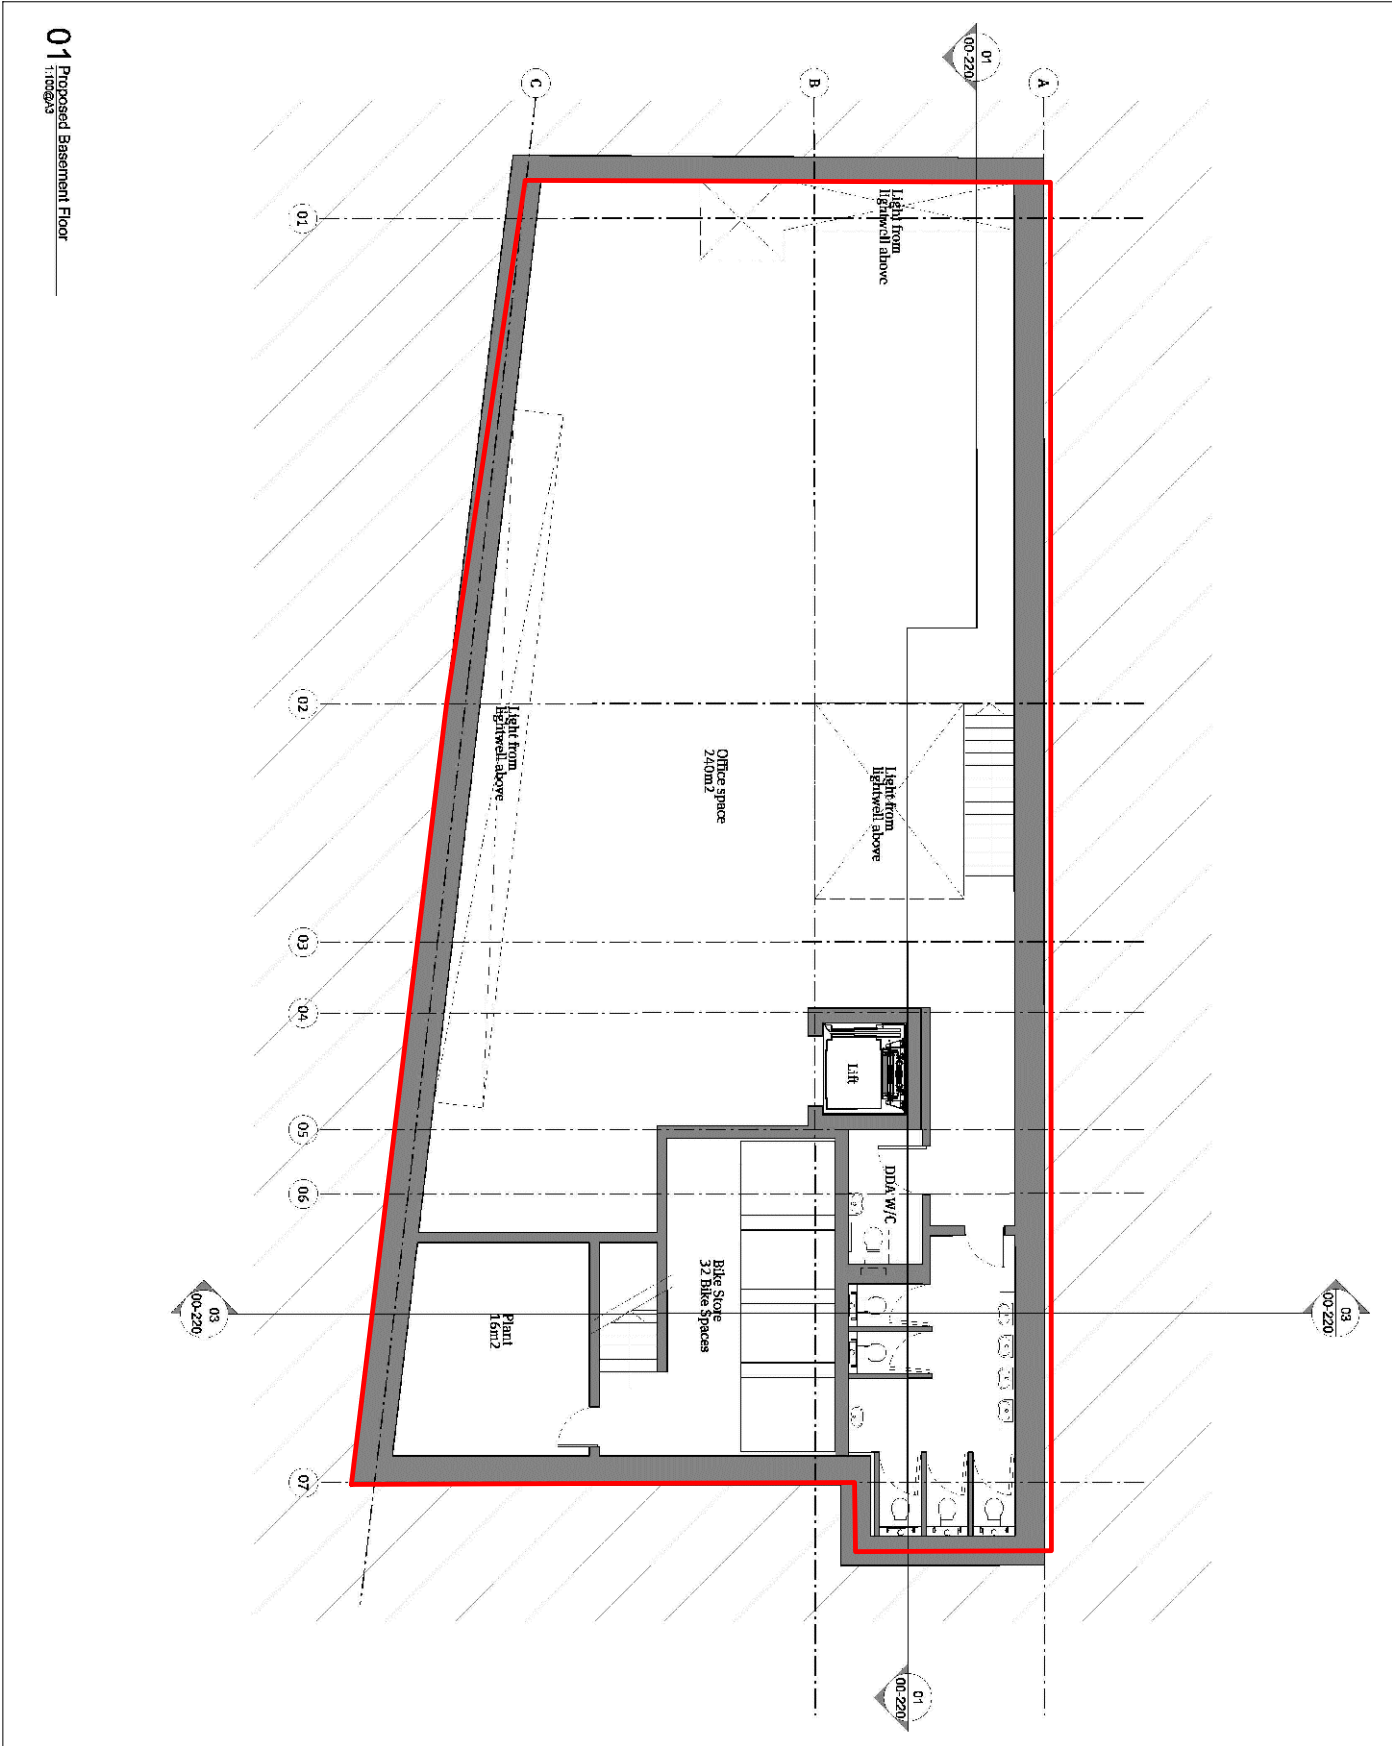 01
Proposed Basement Floor
1:100@A3
C
B
A
01
00-220
01
02
03
04
05
06
07
Light from
lightwell above
Light from
lightwell above
Light from
lightwell above
Office space
240m2
Lift
DDA W/C
Bike Store
32 Bike Spaces
Plant
16m2
03
00-220
03
00-220
01
00-220